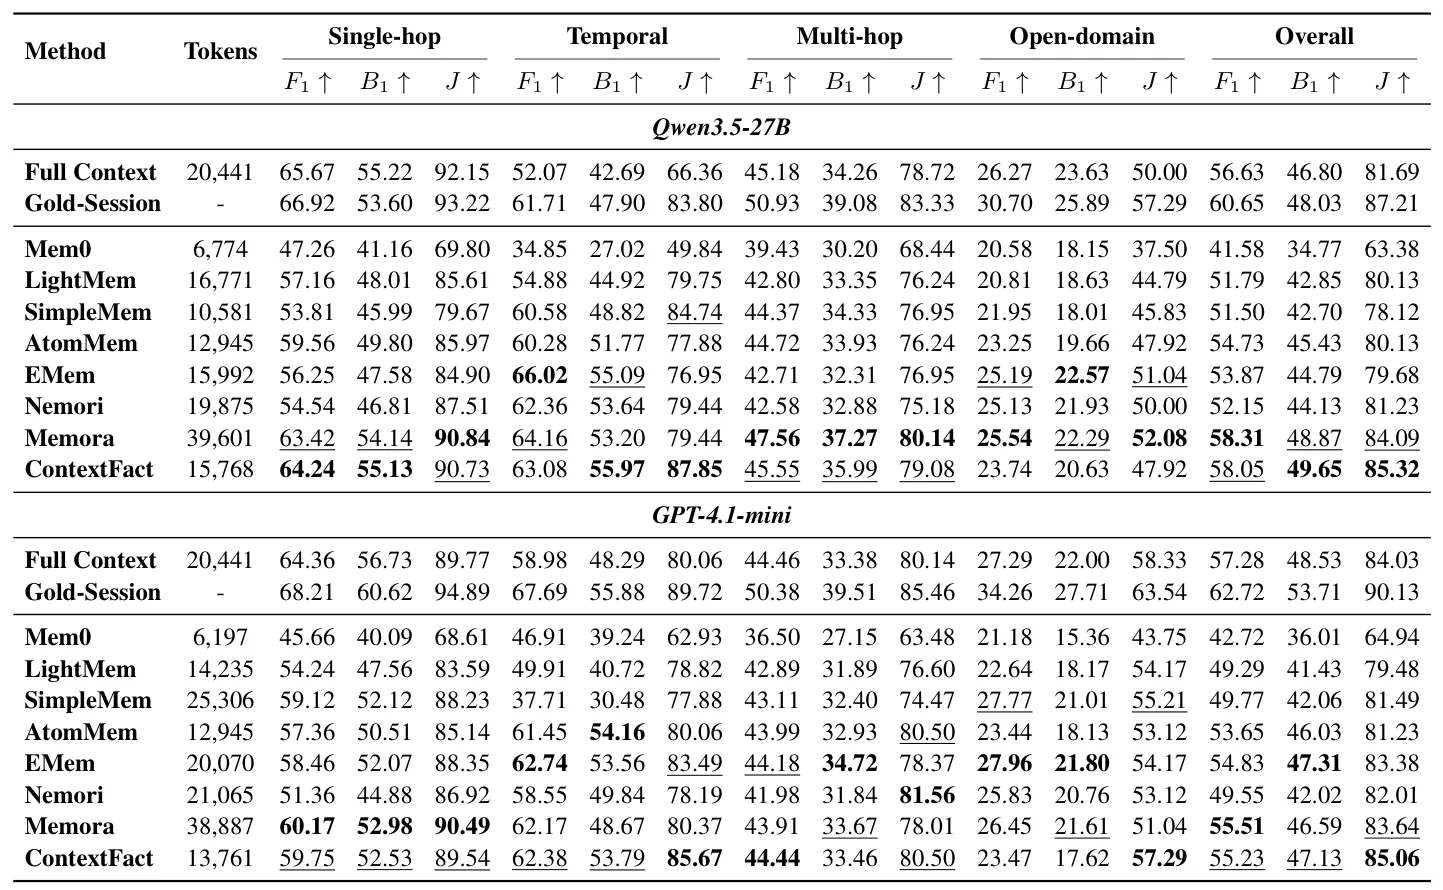 Method Tokens Single-hop Temporal Multi-hop Open-domain Overall
F1 ↑ B1 ↑ J ↑ F1 ↑ B1 ↑ J ↑ F1 ↑ B1 ↑ J ↑ F1 ↑ B1 ↑ J ↑ F1 ↑ B1 ↑ J ↑
Qwen3.5-27B
Full Context 20,441 65.67 55.22 92.15 52.07 42.69 66.36 45.18 34.26 78.72 26.27 23.63 50.00 56.63 46.80 81.69
Gold-Session - 66.92 53.60 93.22 61.71 47.90 83.80 50.93 39.08 83.33 30.70 25.89 57.29 60.65 48.03 87.21
Mem0 6,774 47.26 41.16 69.80 34.85 27.02 49.84 39.43 30.20 68.44 20.58 18.15 37.50 41.58 34.77 63.38
LightMem 16,771 57.16 48.01 85.61 54.88 44.92 79.75 42.80 33.35 76.24 20.81 18.63 44.79 51.79 42.85 80.13
SimpleMem 10,581 53.81 45.99 79.67 60.58 48.82 84.74 44.37 34.33 76.95 21.95 18.01 45.83 51.50 42.70 78.12
AtomMem 12,945 59.56 49.80 85.97 60.28 51.77 77.88 44.72 33.93 76.24 23.25 19.66 47.92 54.73 45.43 80.13
EMem 15,992 56.25 47.58 84.90 66.02 55.09 76.95 42.71 32.31 76.95 25.19 22.57 51.04 53.87 44.79 79.68
Nemori 19,875 54.54 46.81 87.51 62.36 53.64 79.44 42.58 32.88 75.18 25.13 21.93 50.00 52.15 44.13 81.23
Memora 39,601 63.42 54.14 90.84 64.16 53.20 79.44 47.56 37.27 80.14 25.54 22.29 52.08 58.31 48.87 84.09
ContextFact 15,768 64.24 55.13 90.73 63.08 55.97 87.85 45.55 35.99 79.08 23.74 20.63 47.92 58.05 49.65 85.32
GPT-4.1-mini
Full Context 20,441 64.36 56.73 89.77 58.98 48.29 80.06 44.46 33.38 80.14 27.29 22.00 58.33 57.28 48.53 84.03
Gold-Session - 68.21 60.62 94.89 67.69 55.88 89.72 50.38 39.51 85.46 34.26 27.71 63.54 62.72 53.71 90.13
Mem0 6,197 45.66 40.09 68.61 46.91 39.24 62.93 36.50 27.15 63.48 21.18 15.36 43.75 42.72 36.01 64.94
LightMem 14,235 54.24 47.56 83.59 49.91 40.72 78.82 42.89 31.89 76.60 22.64 18.17 54.17 49.29 41.43 79.48
SimpleMem 25,306 59.12 52.12 88.23 37.71 30.48 77.88 43.11 32.40 74.47 27.77 21.01 55.21 49.77 42.06 81.49
AtomMem 12,945 57.36 50.51 85.14 61.45 54.16 80.06 43.99 32.93 80.50 23.44 18.13 53.12 53.65 46.03 81.23
EMem 20,070 58.46 52.07 88.35 62.74 53.56 83.49 44.18 34.72 78.37 27.96 21.80 54.17 54.83 47.31 83.38
Nemori 21,065 51.36 44.88 86.92 58.55 49.84 78.19 41.98 31.84 81.56 25.83 20.76 53.12 49.55 42.02 82.01
Memora 38,887 60.17 52.98 90.49 62.17 48.67 80.37 43.91 33.67 78.01 26.45 21.61 51.04 55.51 46.59 83.64
ContextFact 13,761 59.75 52.53 89.54 62.38 53.79 85.67 44.44 33.46 80.50 23.47 17.62 57.29 55.23 47.13 85.06